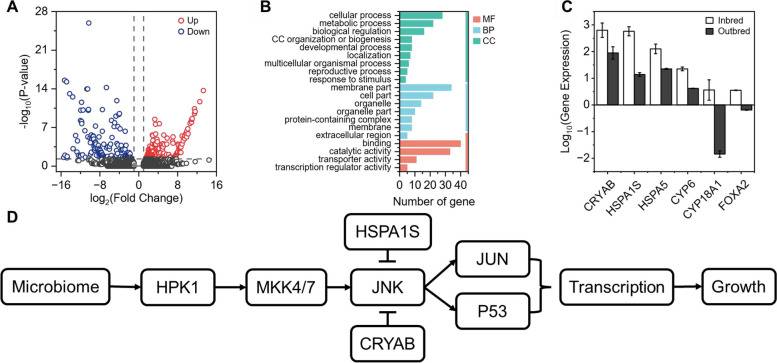 A
Up
Down
-log10(P-value)
28
21
14
7
0
-16
-8
0
8
16
log2(Fold Change)
B
cellular process
metabolic process
biological regulation
CC organization or biogenesis
developmental process
localization
multicellular organismal process
reproductive process
response to stimulus
membrane part
cell part
organelle
organelle part
protein-containing complex
membrane
extracellular region
binding
catalytic activity
transporter activity
transcription regulator activity
MF
BP
CC
0 10 20 30 40
Number of gene
C
Inbred
Outbred
Log10(Gene Expression)
3
2
1
0
-1
-2
CRYAB
HSPA1S
HSPA5
CYP6
CYP18A1
FOXA2
D
HSPA1S
Microbiome
HPK1
MKK4/7
JNK
JUN
P53
Transcription
Growth
CRYAB